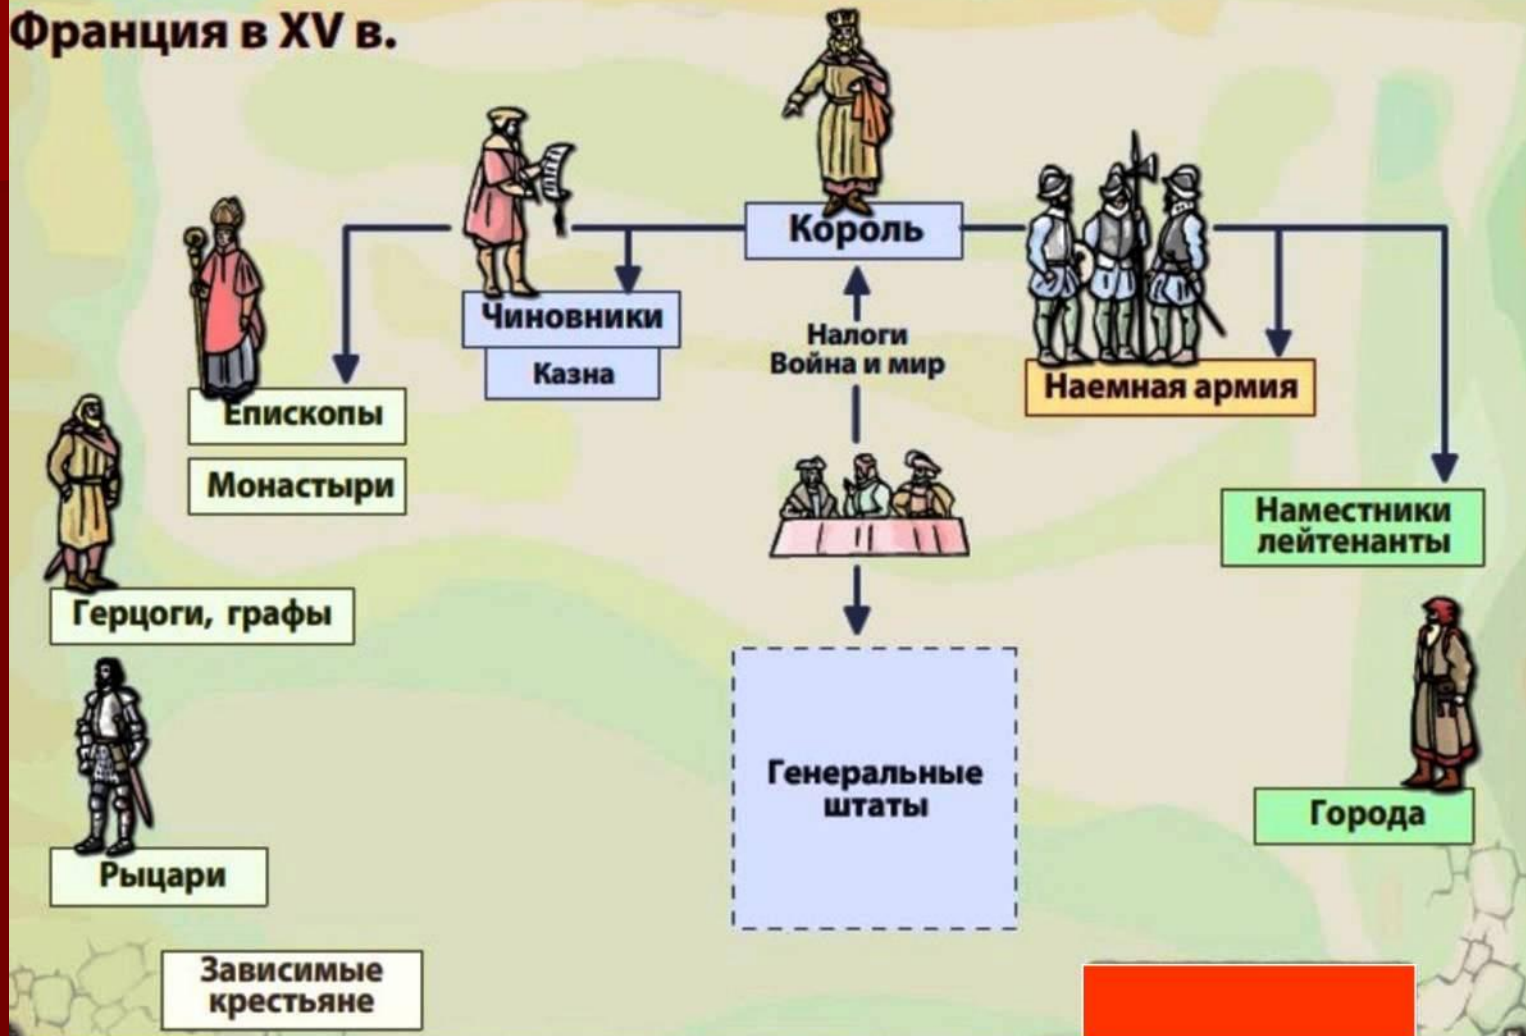 Франция в XV в.
Король
Чиновники
Казна
Налоги
Война и мир
Наемная армия
Епископы
Монастыри
Наместники
лейтенанты
Герцоги, графы
Генеральные
штаты
Города
Рыцари
Зависимые
крестьяне